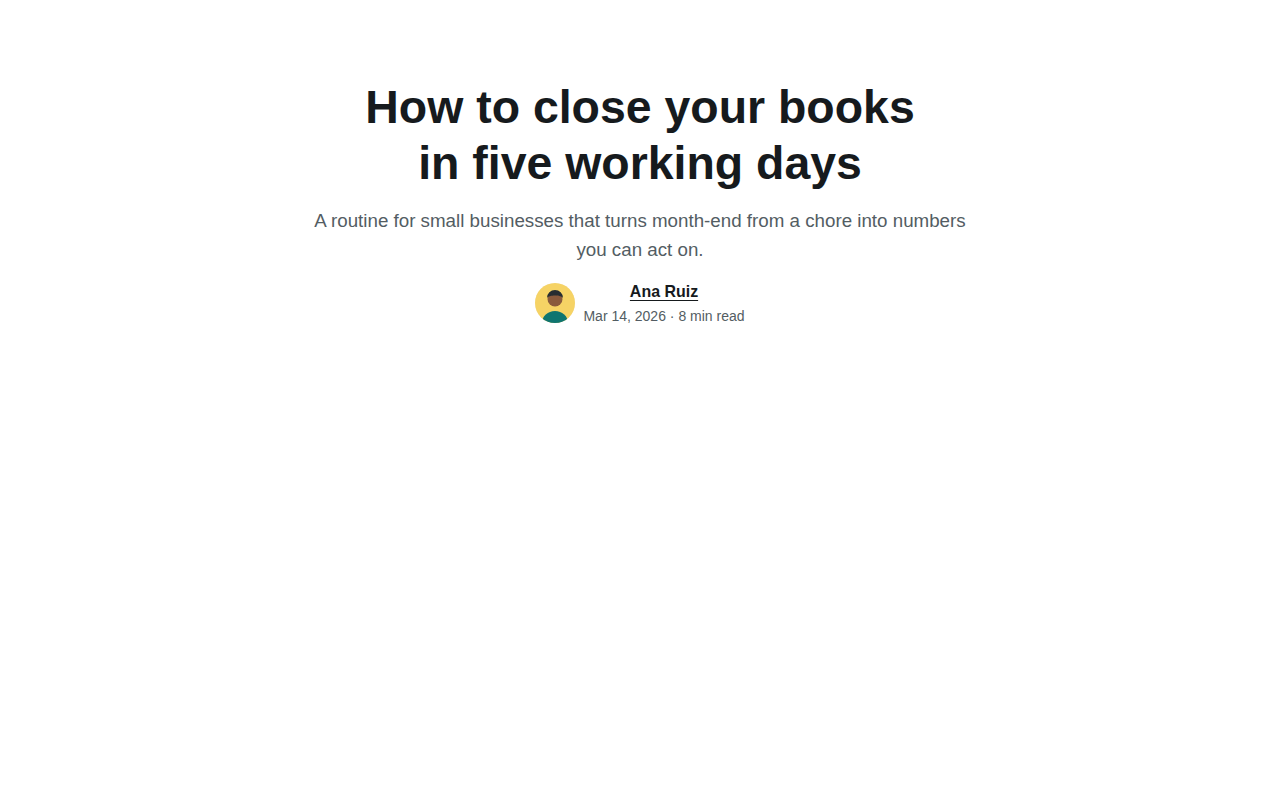 How to close your books
in five working days
A routine for small businesses that turns month-end from a chore into numbers
you can act on.
Ana Ruiz
Mar 14, 2026 · 8 min read